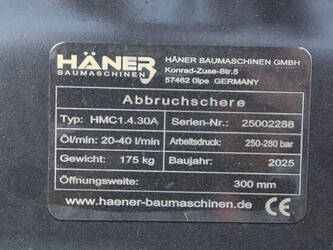 HÄNER
BAUMASCHINEN
HÄNER BAUMASCHINEN GMBH
Konrad-Zuse-Str.5
57462 Olpe GERMANY
Abbruchschere
Typ: HMC1.4.30A Serien-Nr.: 25002288
Öl/min: 20-40 l/min Arbeitsdruck: 250-280 bar
Gewicht: 175 kg Baujahr: 2025
Öffnungsweite: 300 mm
www.haener-baumaschinen.de CE